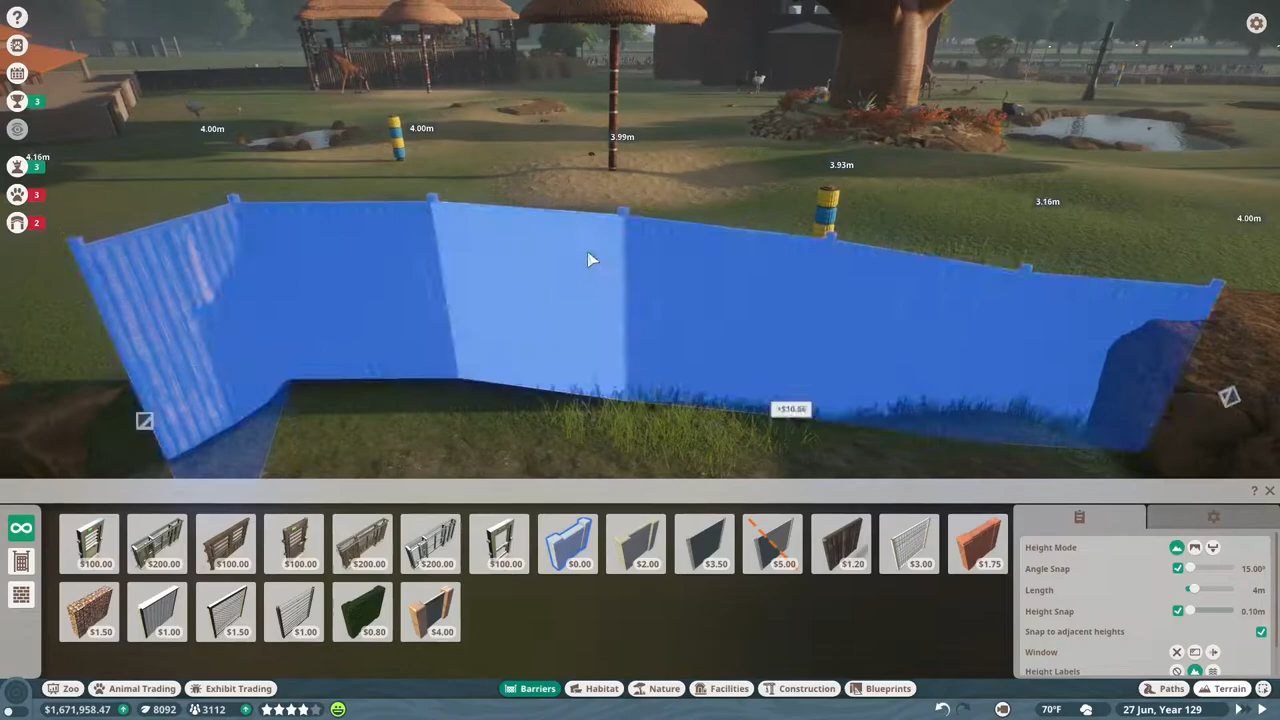 ?
3
4.00m
4.00m
3.99m
4.16m
3
3.93m
3
3.16m
2
4.00m
?
$100.00
$200.00
$100.00
$100.00
$200.00
$200.00
$100.00
$0.00
$2.00
$3.50
$5.00
$1.20
$3.00
$1.75
$1.50
$1.00
$1.50
$1.00
$0.80
$4.00
Height Mode
Angle Snap 15.00°
Length 4m
Height Snap 0.10m
Snap to adjacent heights
Window
Height Labels
Zoo Animal Trading Exhibit Trading Barriers Habitat Nature Facilities Construction Blueprints Paths Terrain
$1,671,958.47 8092 3112 70°F 27 Jun, Year 129